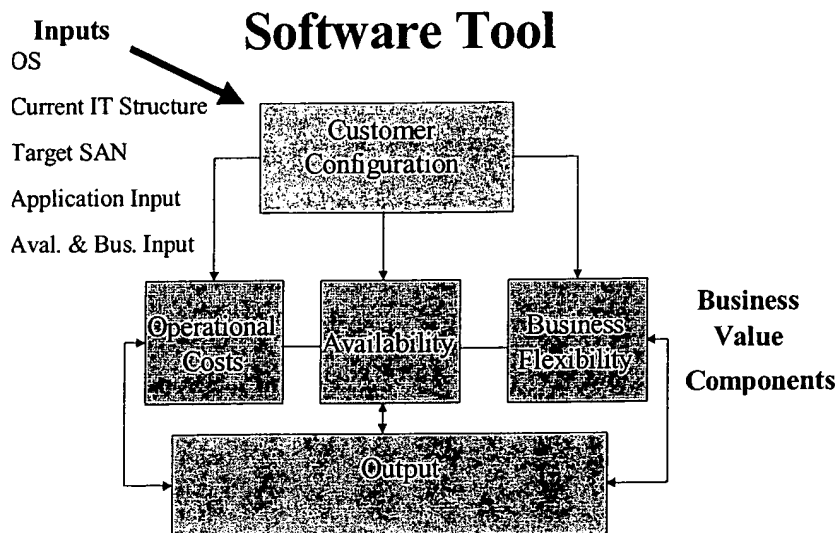 Software Tool
Inputs
OS
Current IT Structure
Target SAN
Application Input
Aval. & Bus. Input
Customer
Configuration
Operational
Costs
Availability
Business
Flexibility
Business
Value
Components
Output